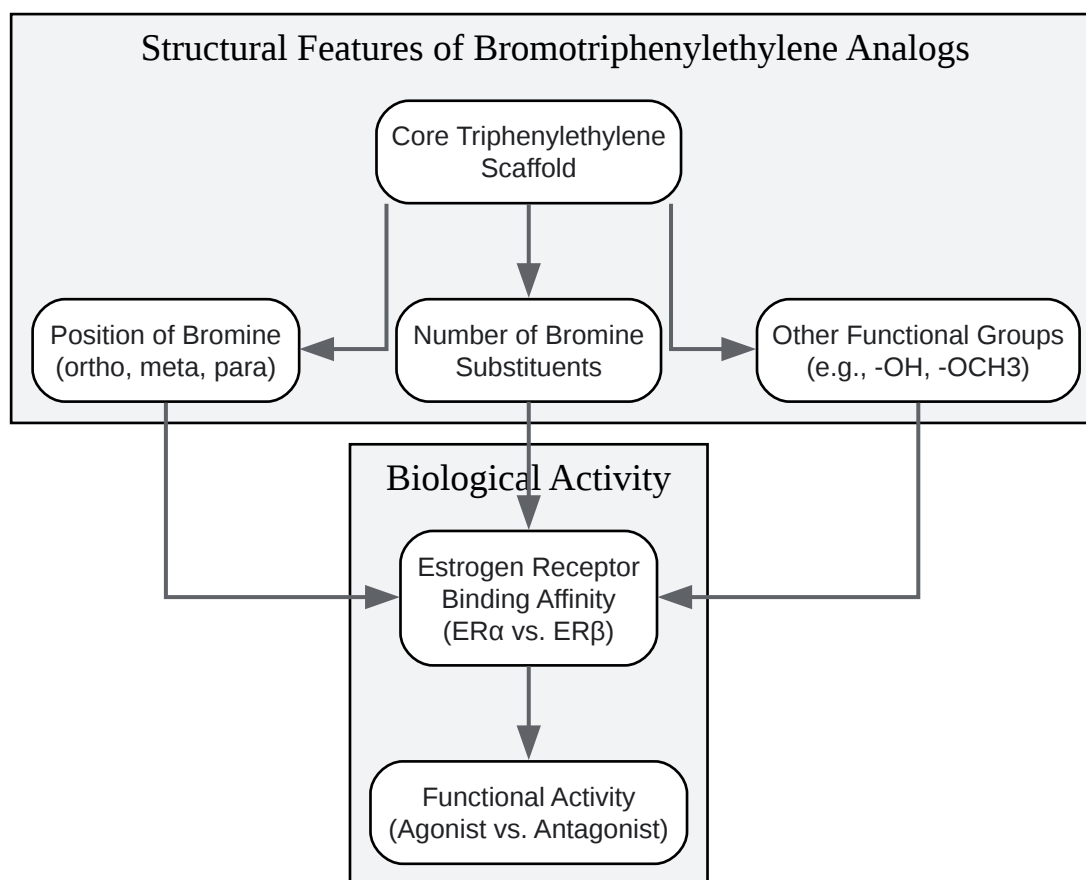 Structural Features of Bromotriphenylethylene Analogs
Core Triphenylethylene
Scaffold
Position of Bromine
(ortho, meta, para)
Number of Bromine
Substituents
Other Functional Groups
(e.g., -OH, -OCH3)
Biological Activity
Estrogen Receptor
Binding Affinity
(ERα vs. ERβ)
Functional Activity
(Agonist vs. Antagonist)